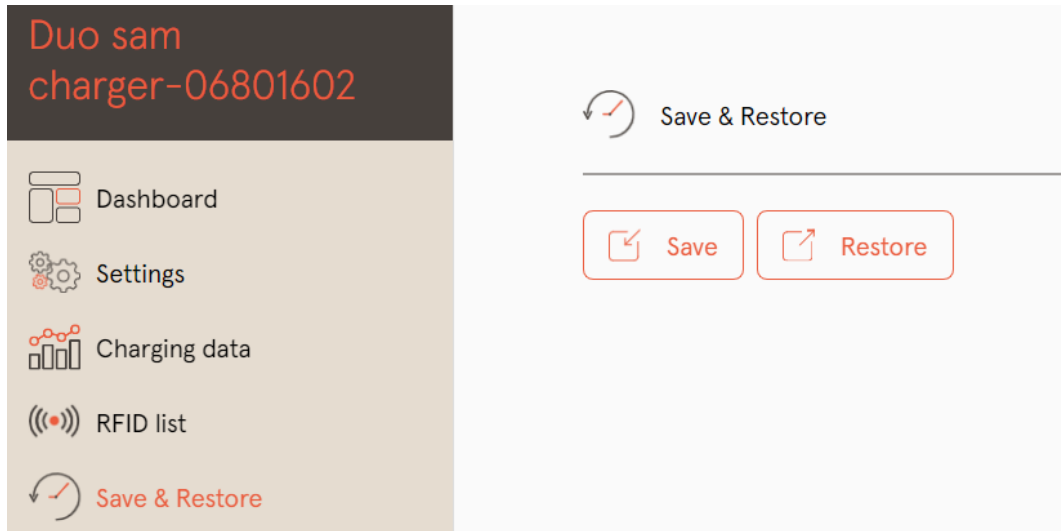 Duo sam
charger-06801602
Dashboard
Settings
Charging data
RFID list
Save & Restore
Save & Restore
Save
Restore